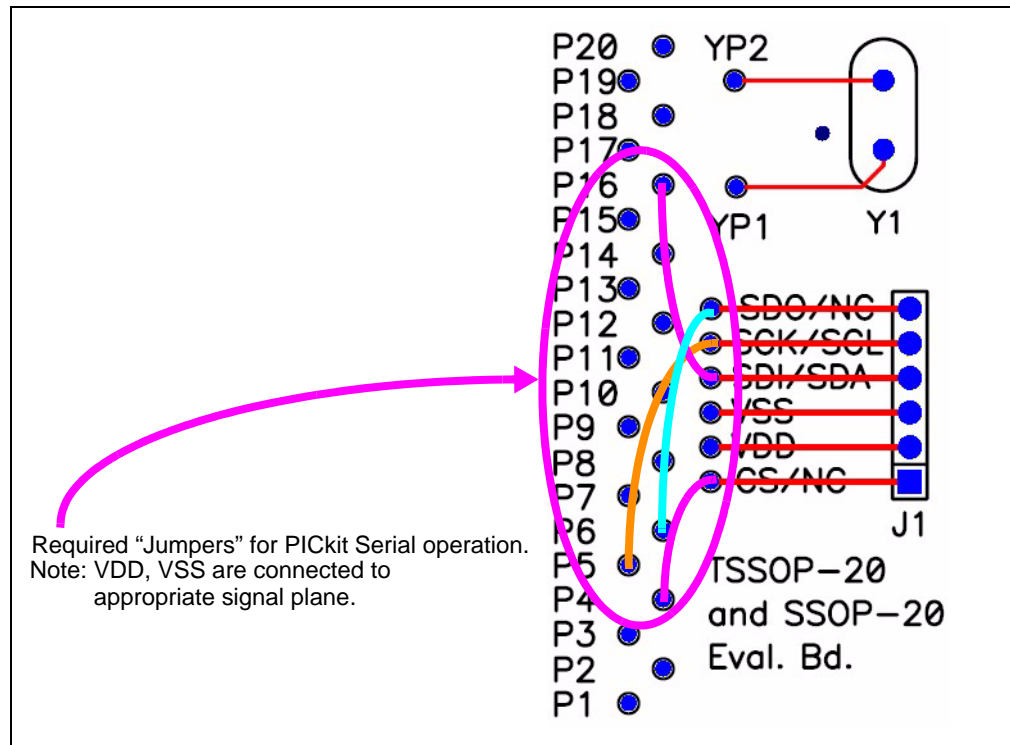 P20
YP2
P19
P18
P17
P16
P15
YP1
Y1
P14
P13
SDO/NC
P12
SCK/SCL
P11
SDI/SDA
P10
VSS
P9
VDD
P8
CS/NC
P7
J1
P6
Required “Jumpers” for PICkit Serial operation.
Note: VDD, VSS are connected to
appropriate signal plane.
P5
TSSOP-20
P4
and SSOP-20
P3
Eval. Bd.
P2
P1